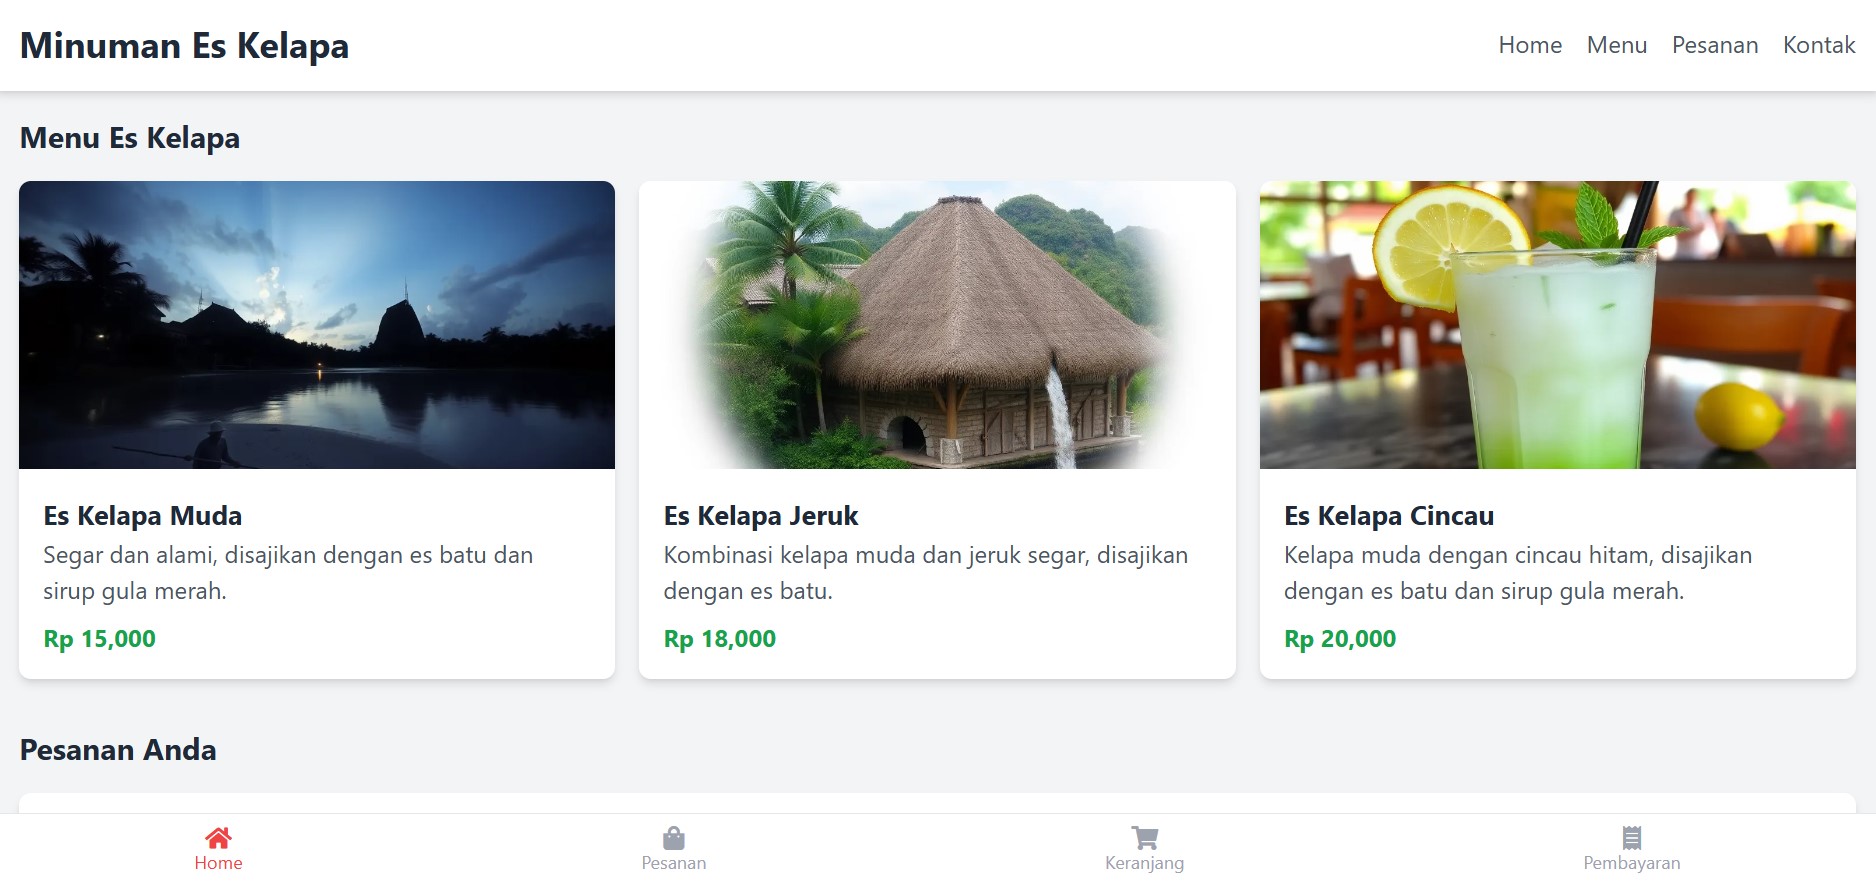 Minuman Es Kelapa
Home Menu Pesanan Kontak
Menu Es Kelapa
Es Kelapa Muda
Segar dan alami, disajikan dengan es batu dan
sirup gula merah.
Rp 15,000
Es Kelapa Jeruk
Kombinasi kelapa muda dan jeruk segar, disajikan
dengan es batu.
Rp 18,000
Es Kelapa Cincau
Kelapa muda dengan cincau hitam, disajikan
dengan es batu dan sirup gula merah.
Rp 20,000
Pesanan Anda
Home
Pesanan
Keranjang
Pembayaran